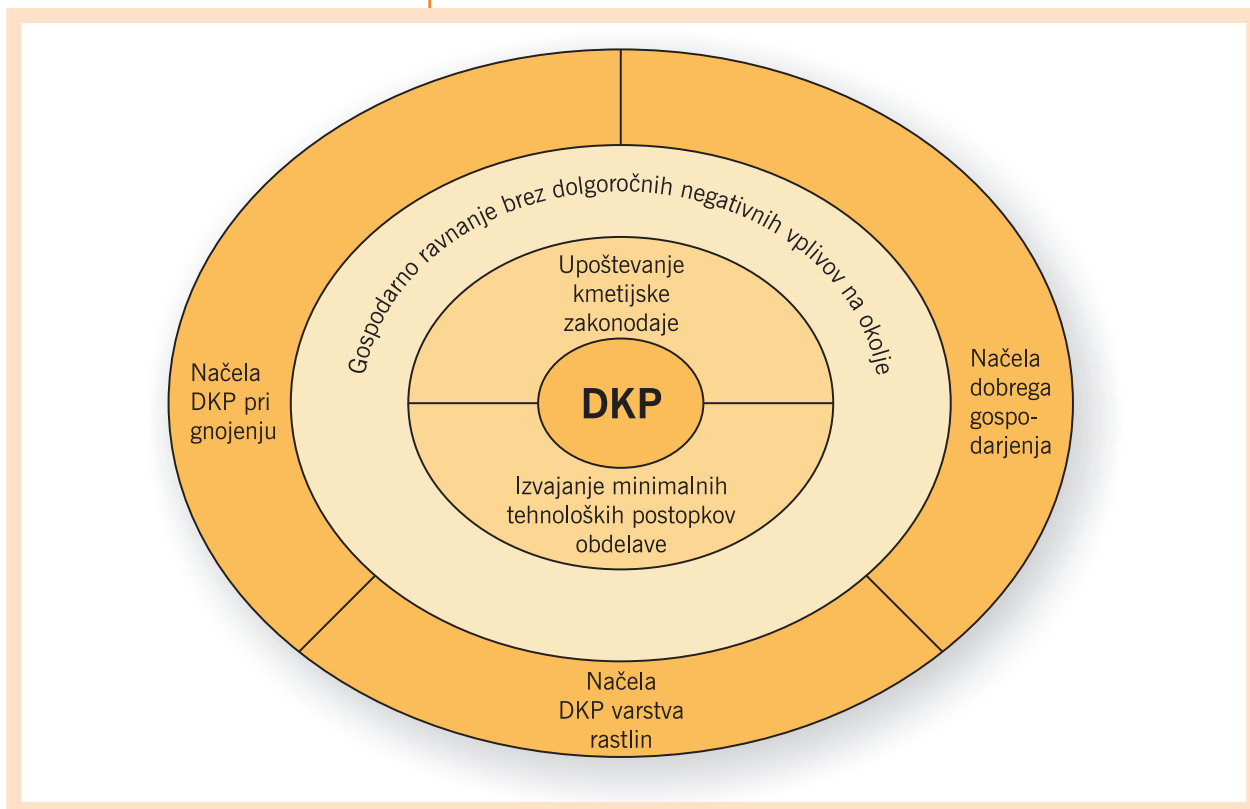 Gospodarno ravnanje brez dolgoročnih negativnih vplivov na okolje
Upoštevanje
kmetijske
zakonodaje
DKP
Izvajanje minimalnih
tehnoloških postopkov
obdelave
Načela
DKP pri
gnojenju
Načela
dobrega
gospo-
darjenja
Načela
DKP varstva
rastlin